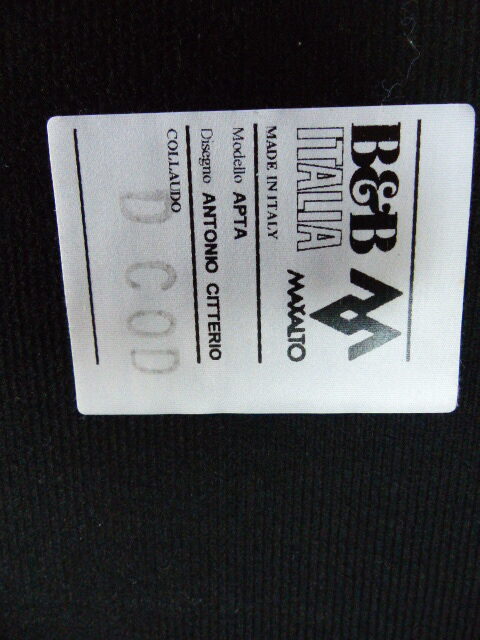 B&B
ITALIA
MAXALTO
MADE IN ITALY
Modello APTA
Disegno ANTONIO CITTERIO
COLLAUDO
D COD